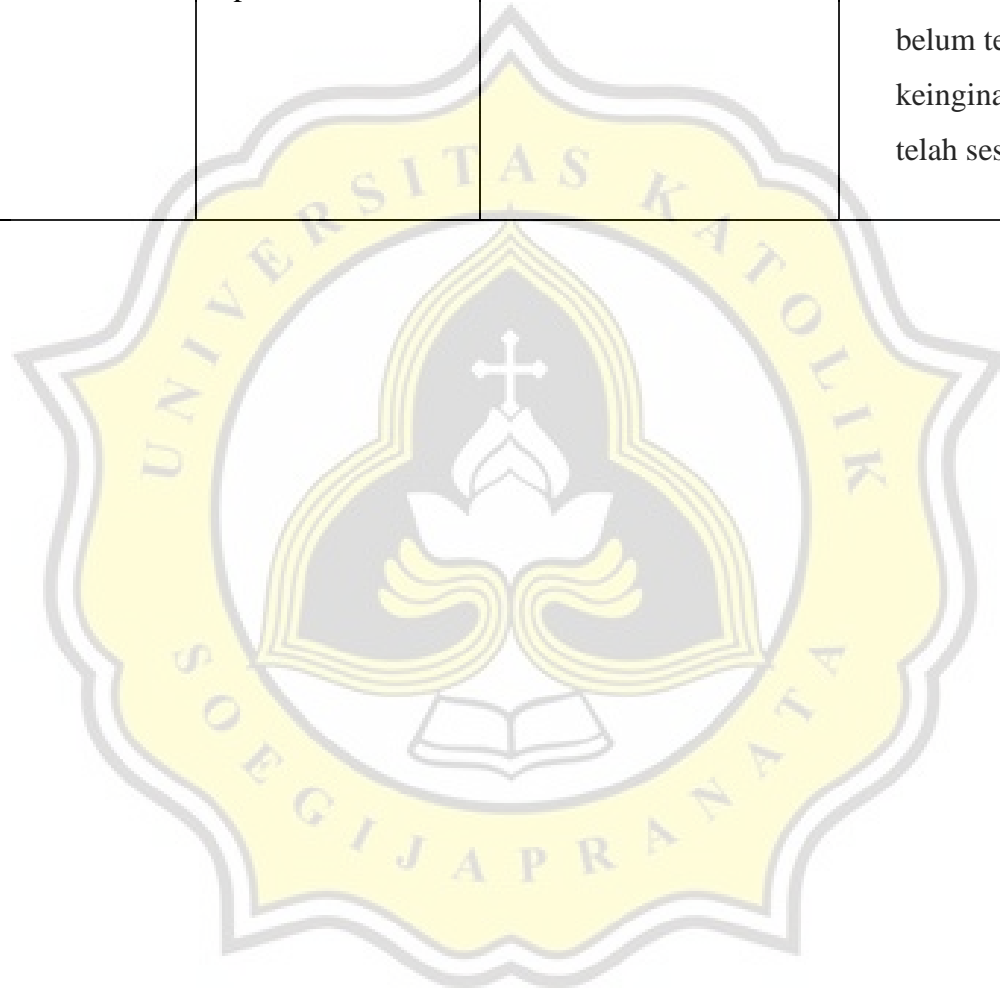 belum te
keingina
telah ses
UNIVERSITAS KATOLIK
SOEGIJAPRANATA